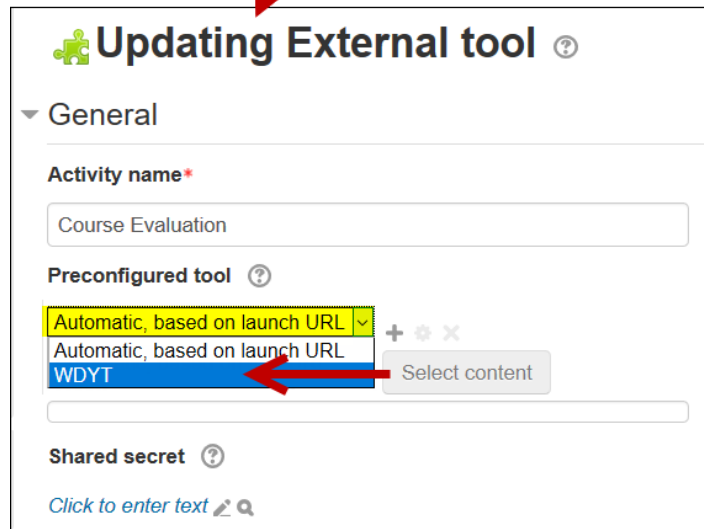 Updating External tool
General
Activity name*
Course Evaluation
Preconfigured tool
Automatic, based on launch URL
Automatic, based on launch URL
WDYT
Select content
Shared secret
Click to enter text